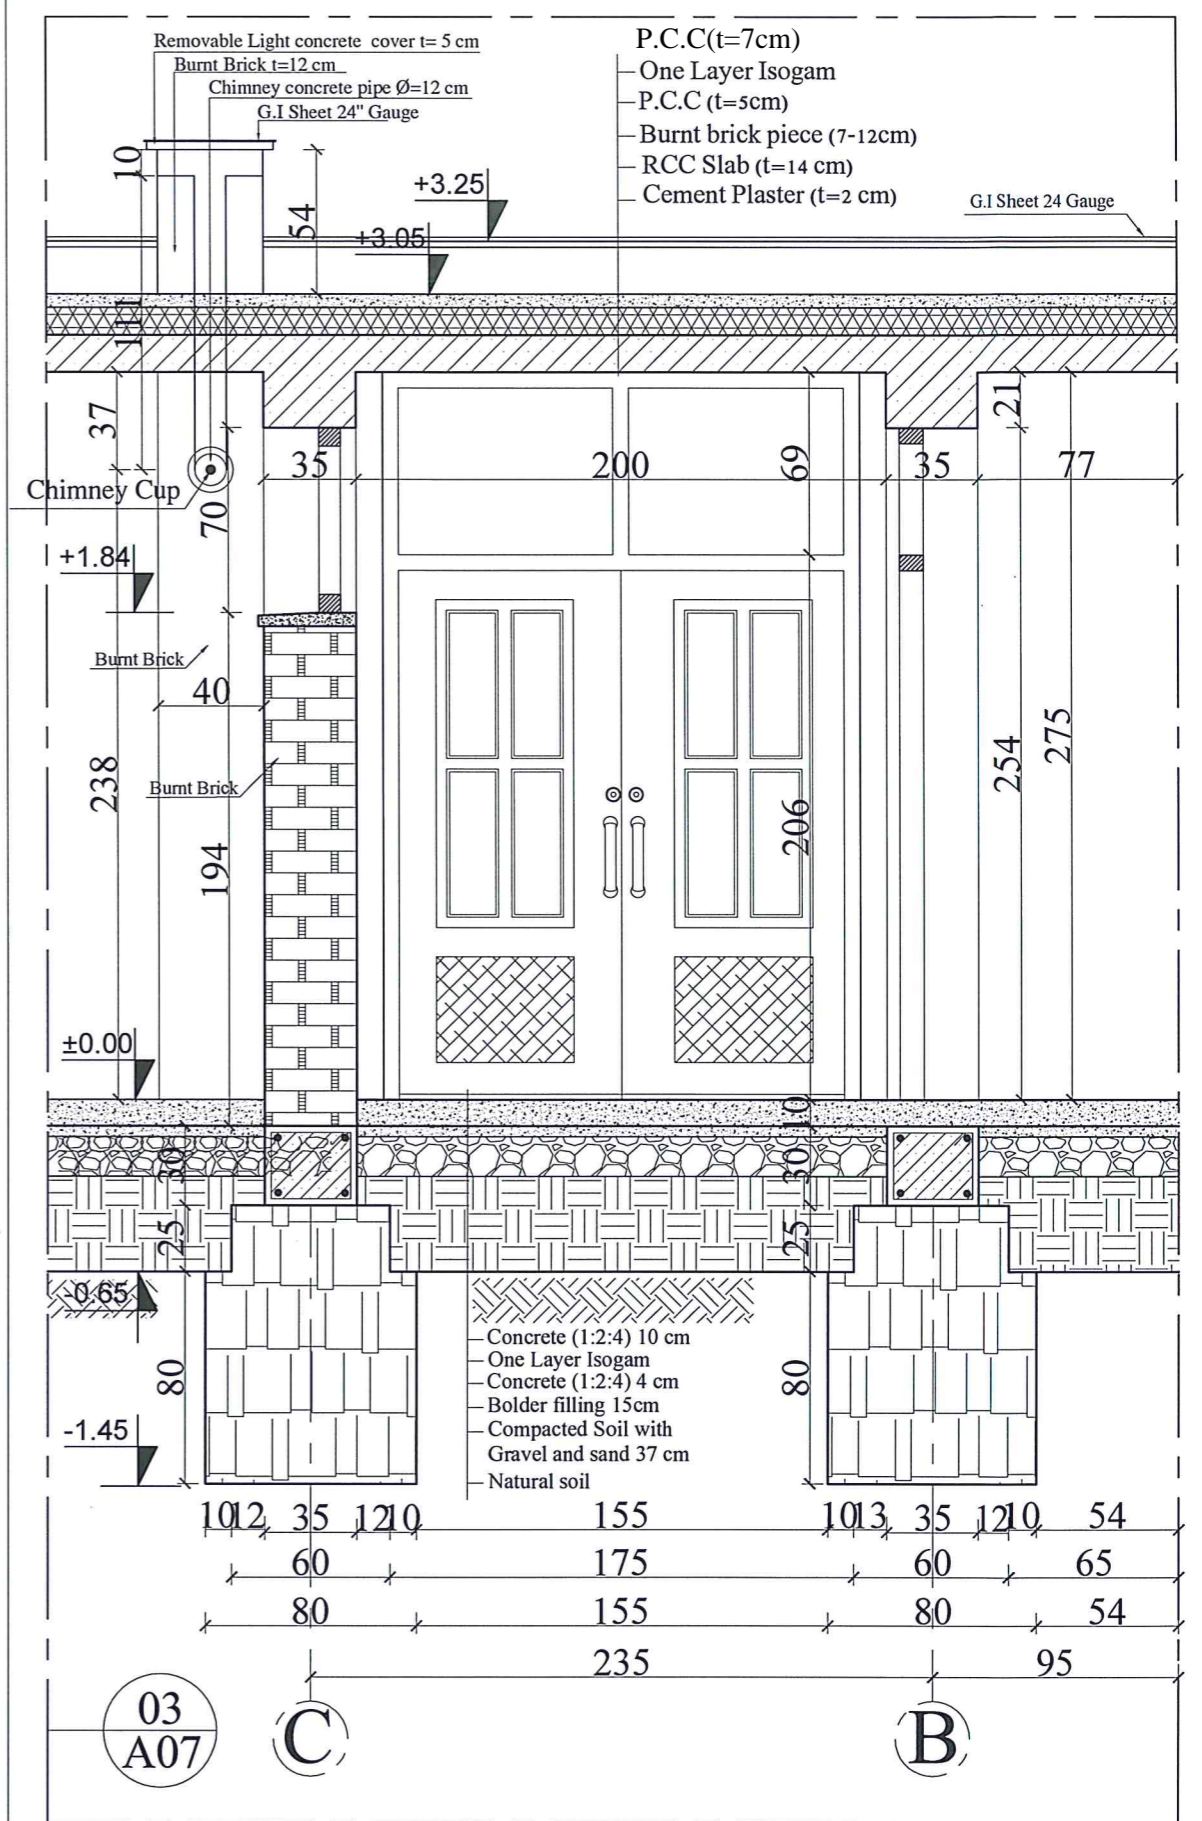 Removable Light concrete cover t= 5 cm
Burnt Brick t=12 cm
Chimney concrete pipe Ø=12 cm
G.I Sheet 24" Gauge
P.C.C(t=7cm)
One Layer Isogam
P.C.C (t=5cm)
Burnt brick piece (7-12cm)
RCC Slab (t=14 cm)
Cement Plaster (t=2 cm)
G.I Sheet 24 Gauge
10
54
+3.25
+3.05
111
37
21
35
200
69
35
77
Chimney Cup
70
+1.84
Burnt Brick
40
238
Burnt Brick
194
206
254
275
±0.00
10
30
30
25
25
-0.65
Concrete (1:2:4) 10 cm
One Layer Isogam
Concrete (1:2:4) 4 cm
Bolder filling 15cm
Compacted Soil with
Gravel and sand 37 cm
Natural soil
80
80
-1.45
10 12 35 12 10 155 10 13 35 12 10 54
60 175 60 65
80 155 80 54
235 95
03
A07
C
B